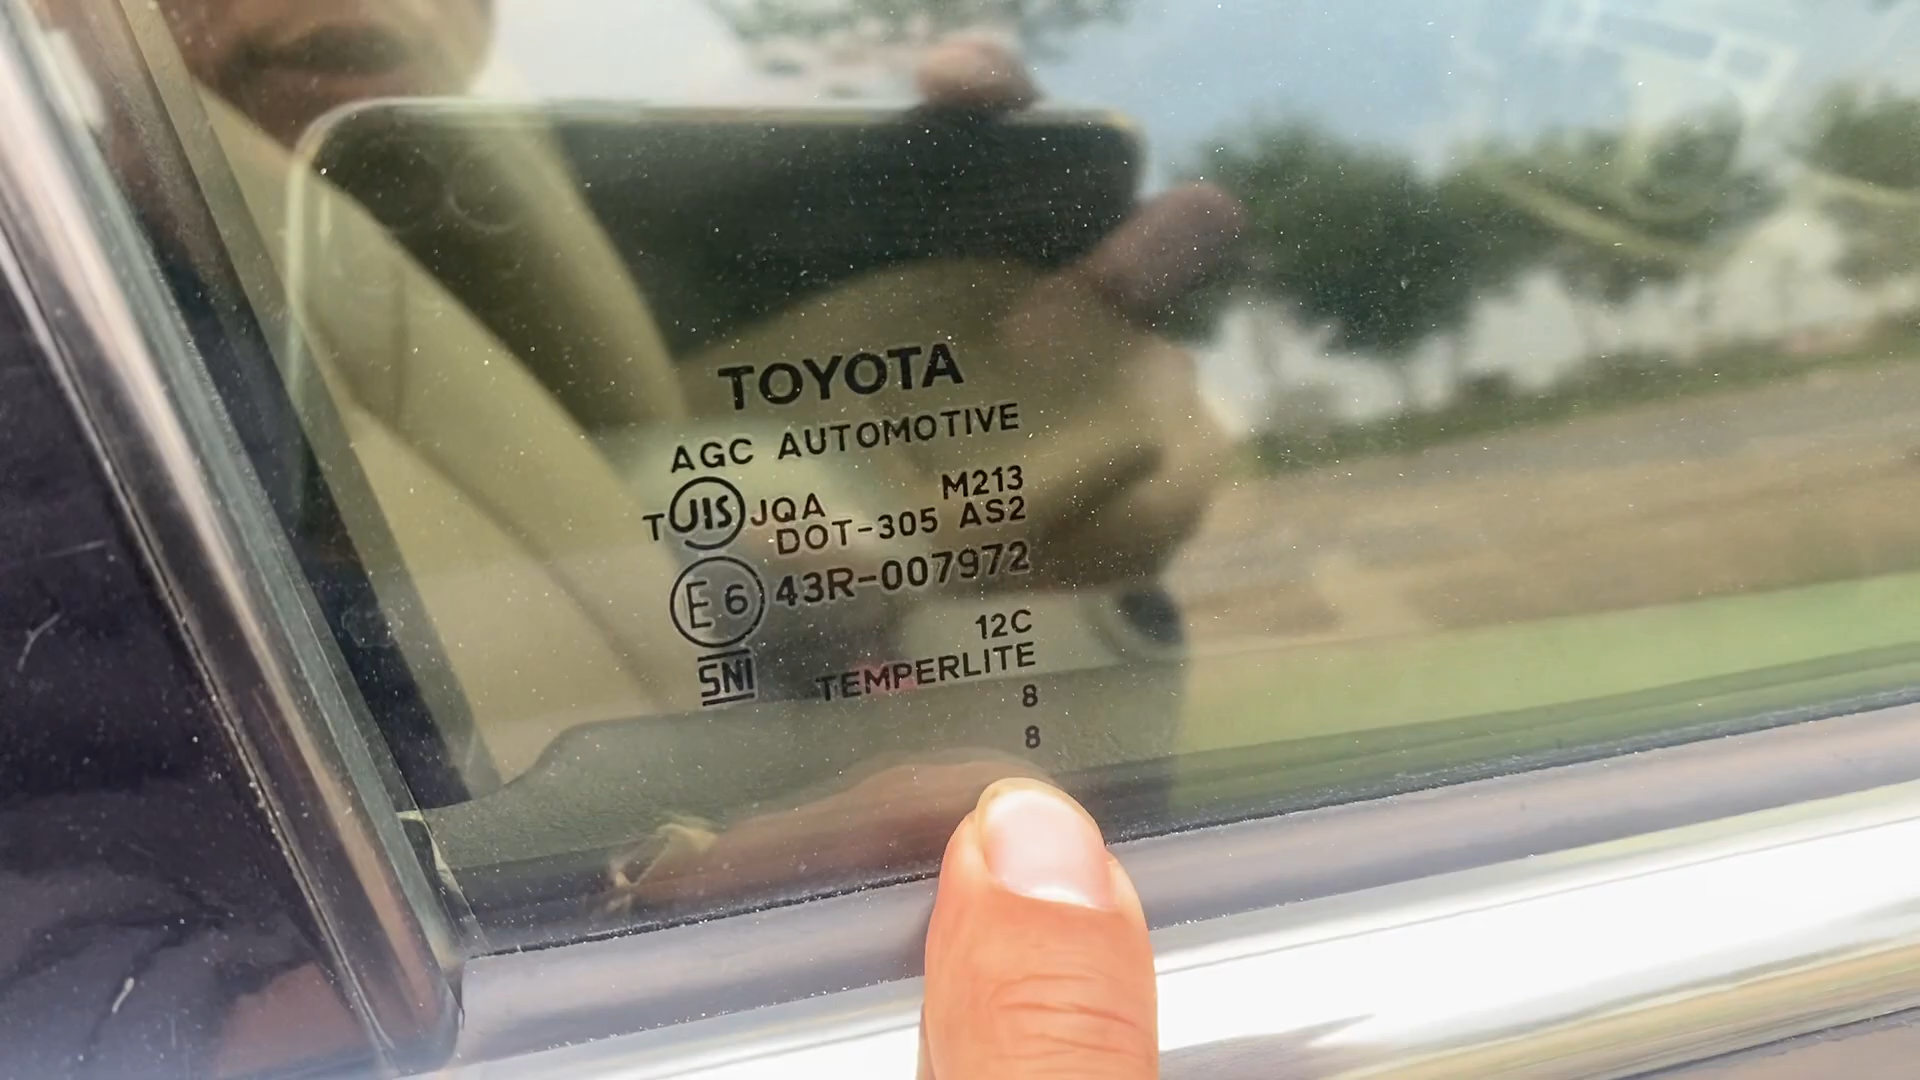 TOYOTA
AGC AUTOMOTIVE
M213
T JIS JQA
DOT-305 AS2
E6 43R-007972
12C
SNI TEMPERLITE
8
8